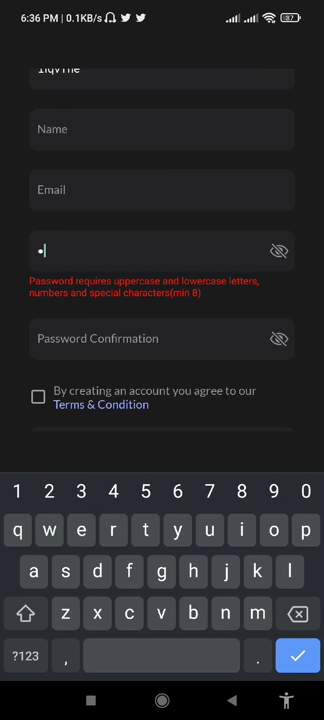 6:36 PM | 0.1KB/s
87
Name
Email
Password requires uppercase and lowercase letters,
numbers and special characters(min 8)
Password Confirmation
By creating an account you agree to our
Terms & Condition
1 2 3 4 5 6 7 8 9 0
q w e r t y u i o p
a s d f g h j k l
z x c v b n m
?123 , .